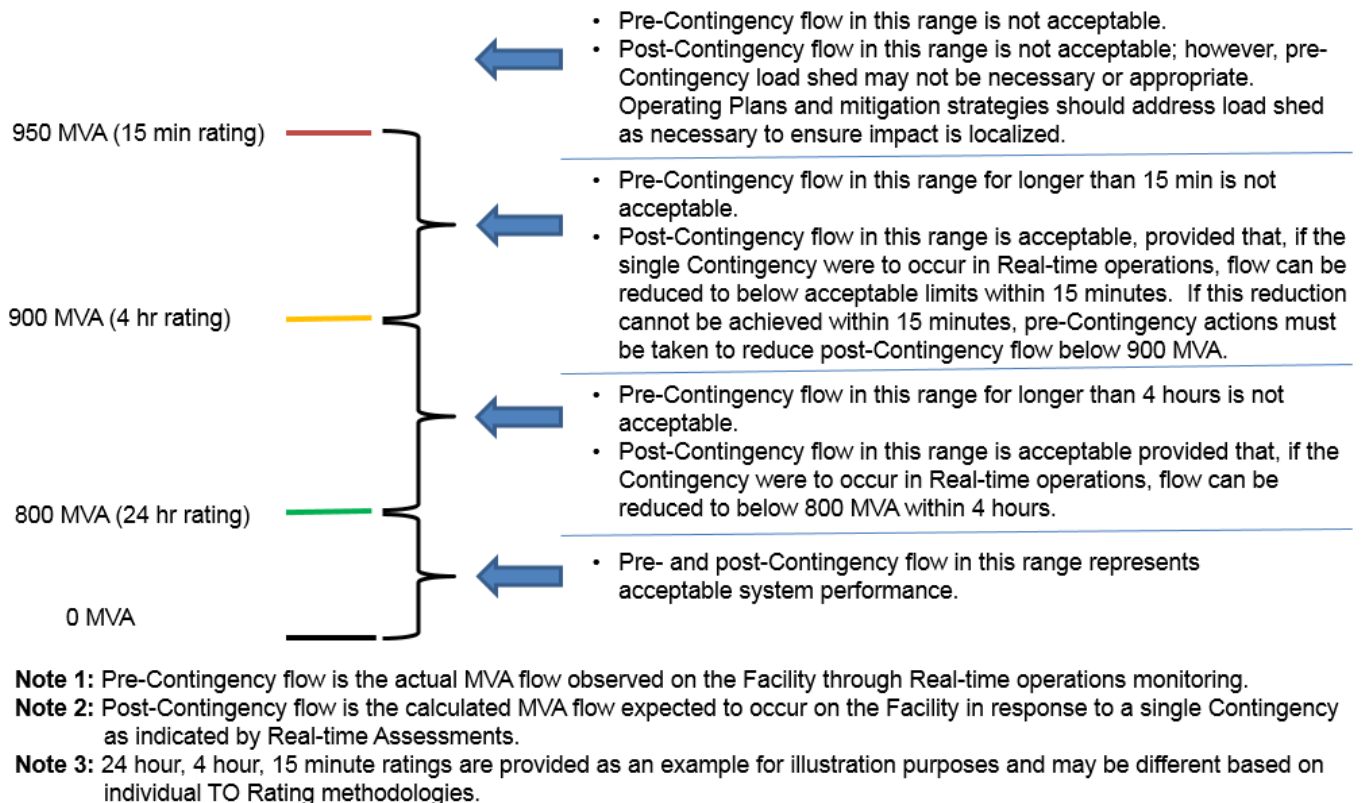 • Pre-Contingency flow in this range is not acceptable.
• Post-Contingency flow in this range is not acceptable; however, pre-
Contingency load shed may not be necessary or appropriate.
Operating Plans and mitigation strategies should address load shed
as necessary to ensure impact is localized.
950 MVA (15 min rating)
• Pre-Contingency flow in this range for longer than 15 min is not
acceptable.
• Post-Contingency flow in this range is acceptable, provided that, if the
single Contingency were to occur in Real-time operations, flow can be
reduced to below acceptable limits within 15 minutes.  If this reduction
cannot be achieved within 15 minutes, pre-Contingency actions must
be taken to reduce post-Contingency flow below 900 MVA.
900 MVA (4 hr rating)
• Pre-Contingency flow in this range for longer than 4 hours is not
acceptable.
• Post-Contingency flow in this range is acceptable provided that, if the
Contingency were to occur in Real-time operations, flow can be
reduced to below 800 MVA within 4 hours.
800 MVA (24 hr rating)
• Pre- and post-Contingency flow in this range represents
acceptable system performance.
0 MVA
Note 1: Pre-Contingency flow is the actual MVA flow observed on the Facility through Real-time operations monitoring.
Note 2: Post-Contingency flow is the calculated MVA flow expected to occur on the Facility in response to a single Contingency
as indicated by Real-time Assessments.
Note 3: 24 hour, 4 hour, 15 minute ratings are provided as an example for illustration purposes and may be different based on
individual TO Rating methodologies.